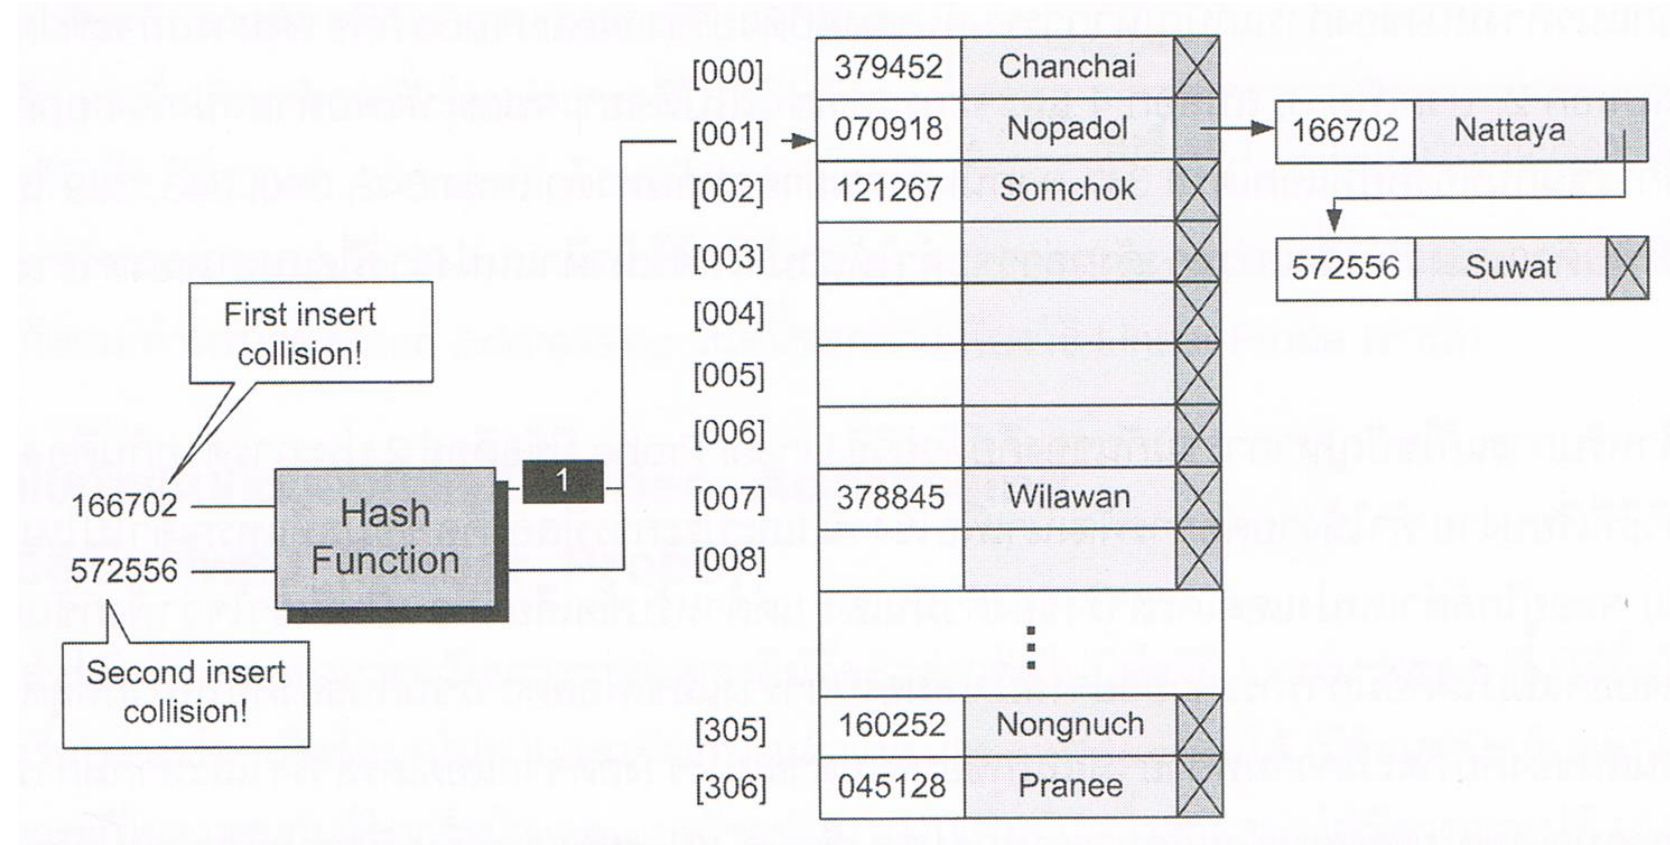 [000] 379452 Chanchai
[001] 070918 Nopadol 166702 Nattaya
[002] 121267 Somchok
572556 Suwat
[003]
[004]
[005]
[006]
[007] 378845 Wilawan
[008]
[305] 160252 Nongnuch
[306] 045128 Pranee
First insert
collision!
166702
572556
Hash
Function
1
Second insert
collision!